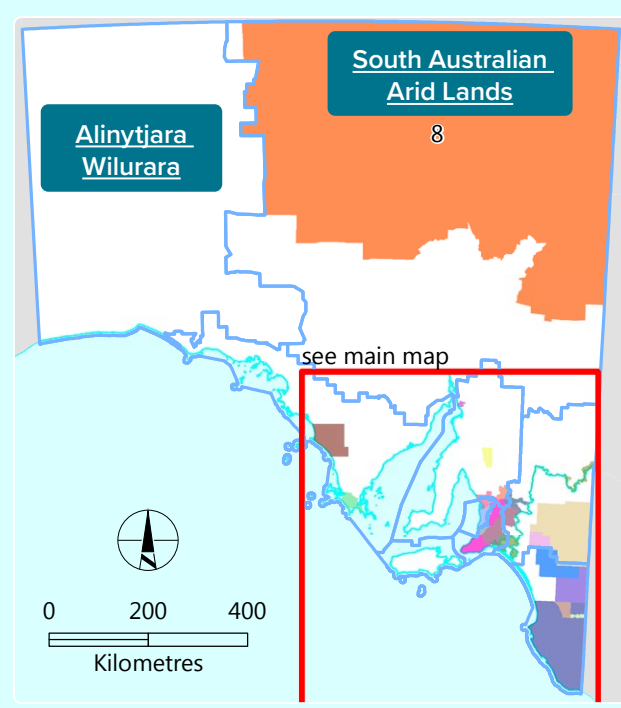 South Australian
Arid Lands
8
Alinytjara
Wilurara
see main map
0 200 400
Kilometres